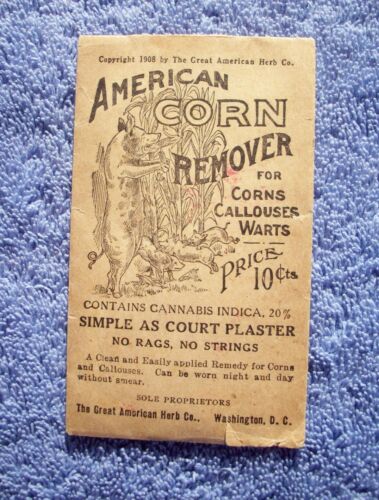 Copyright 1908 by The Great American Herb Co.
AMERICAN
CORN
REMOVER
FOR
CORNS
CALLOUSES
WARTS
PRICE
10¢ts.
CONTAINS CANNABIS INDICA, 20%
SIMPLE AS COURT PLASTER
NO RAGS, NO STRINGS
A Clean and Easily applied Remedy for Corns
and Callouses. Can be worn night and day
without smear.
SOLE PROPRIETORS
The Great American Herb Co., Washington, D. C.